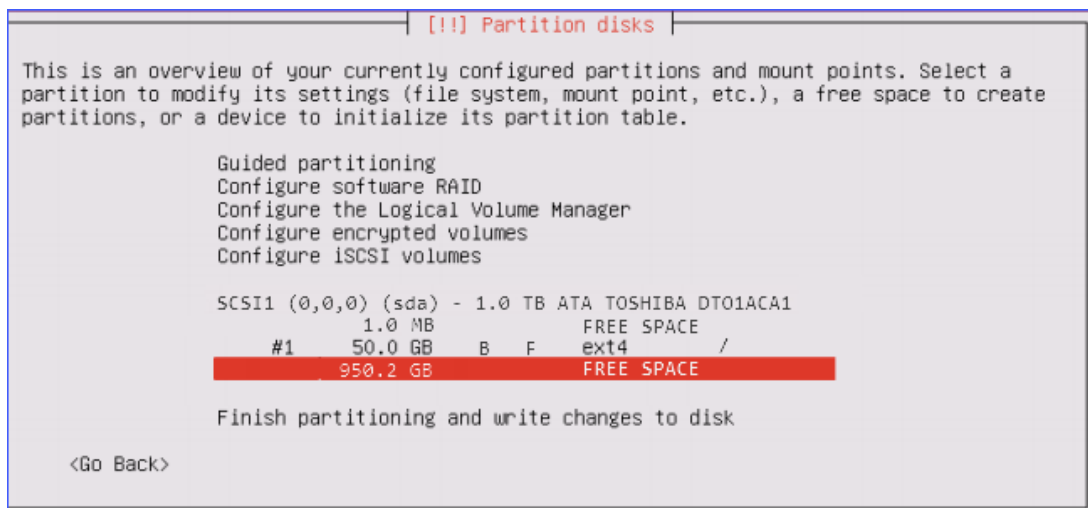 [!!] Partition disks
This is an overview of your currently configured partitions and mount points. Select a
partition to modify its settings (file system, mount point, etc.), a free space to create
partitions, or a device to initialize its partition table.
Guided partitioning
Configure software RAID
Configure the Logical Volume Manager
Configure encrypted volumes
Configure iSCSI volumes
SCSI1 (0,0,0) (sda) - 1.0 TB ATA TOSHIBA DT01ACA1
1.0 MB FREE SPACE
#1 50.0 GB B F ext4 /
950.2 GB FREE SPACE
Finish partitioning and write changes to disk
<Go Back>